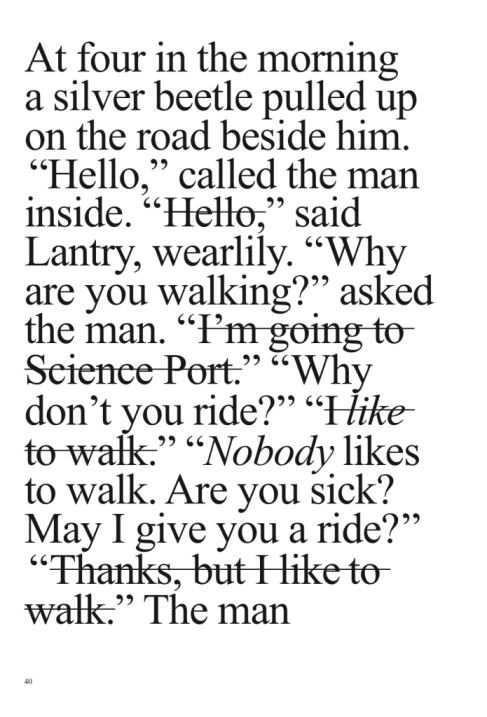 At four in the morning
a silver beetle pulled up
on the road beside him.
“Hello,” called the man
inside. “Hello,” said
Lantry, wearlily. “Why
are you walking?” asked
the man. “I’m going to
Science Port.” “Why
don’t you ride?” “I like
to walk.” “Nobody likes
to walk. Are you sick?
May I give you a ride?”
“Thanks, but I like to
walk.” The man
40